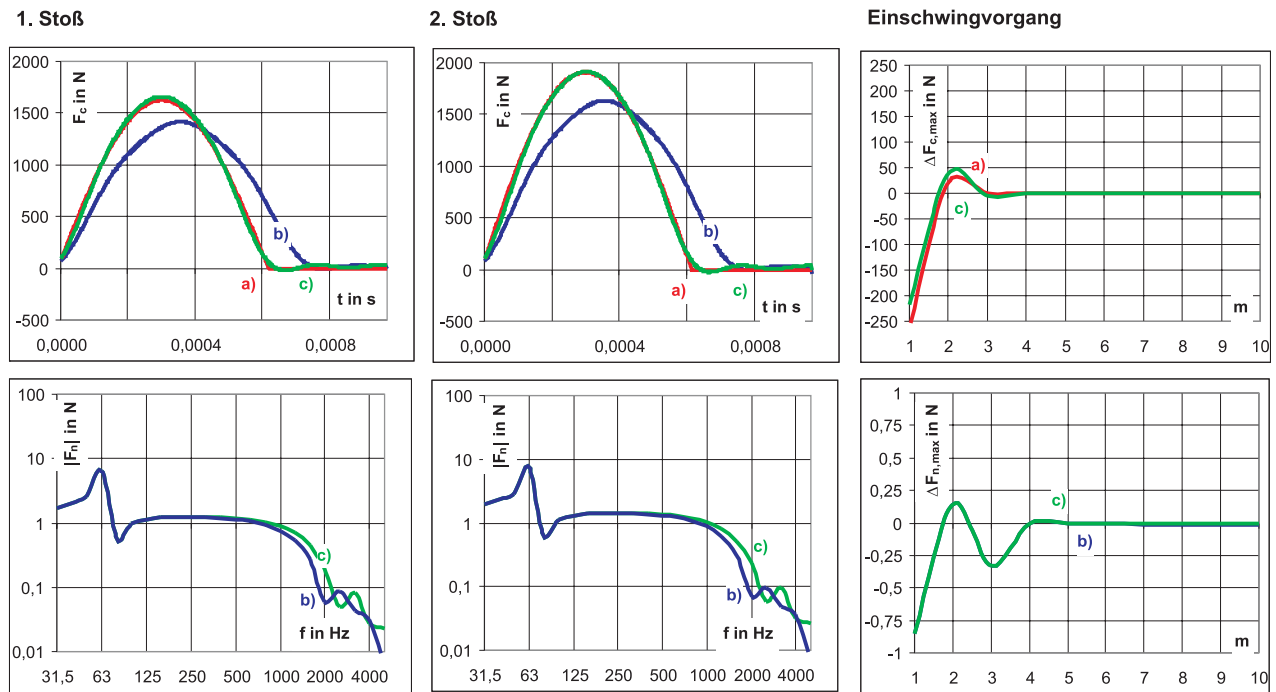 1. Stoß
2. Stoß
Einschwingvorgang
2000
1500
1000
500
0
-500
F_c in N
b)
a)
c)
t in s
0,0000
0,0004
0,0008
2000
1500
1000
500
0
-500
F_c in N
b)
a)
c)
t in s
0,0000
0,0004
0,0008
250
200
150
100
50
0
-50
-100
-150
-200
-250
ΔF_c,max in N
a)
c)
m
1 2 3 4 5 6 7 8 9 10
100
10
1
0,1
0,01
|F_n| in N
c)
b)
f in Hz
31,5 63 125 250 500 1000 2000 4000
100
10
1
0,1
0,01
|F_n| in N
c)
b)
f in Hz
31,5 63 125 250 500 1000 2000 4000
1
0,75
0,5
0,25
0
-0,25
-0,5
-0,75
-1
ΔF_n,max in N
c)
b)
m
1 2 3 4 5 6 7 8 9 10